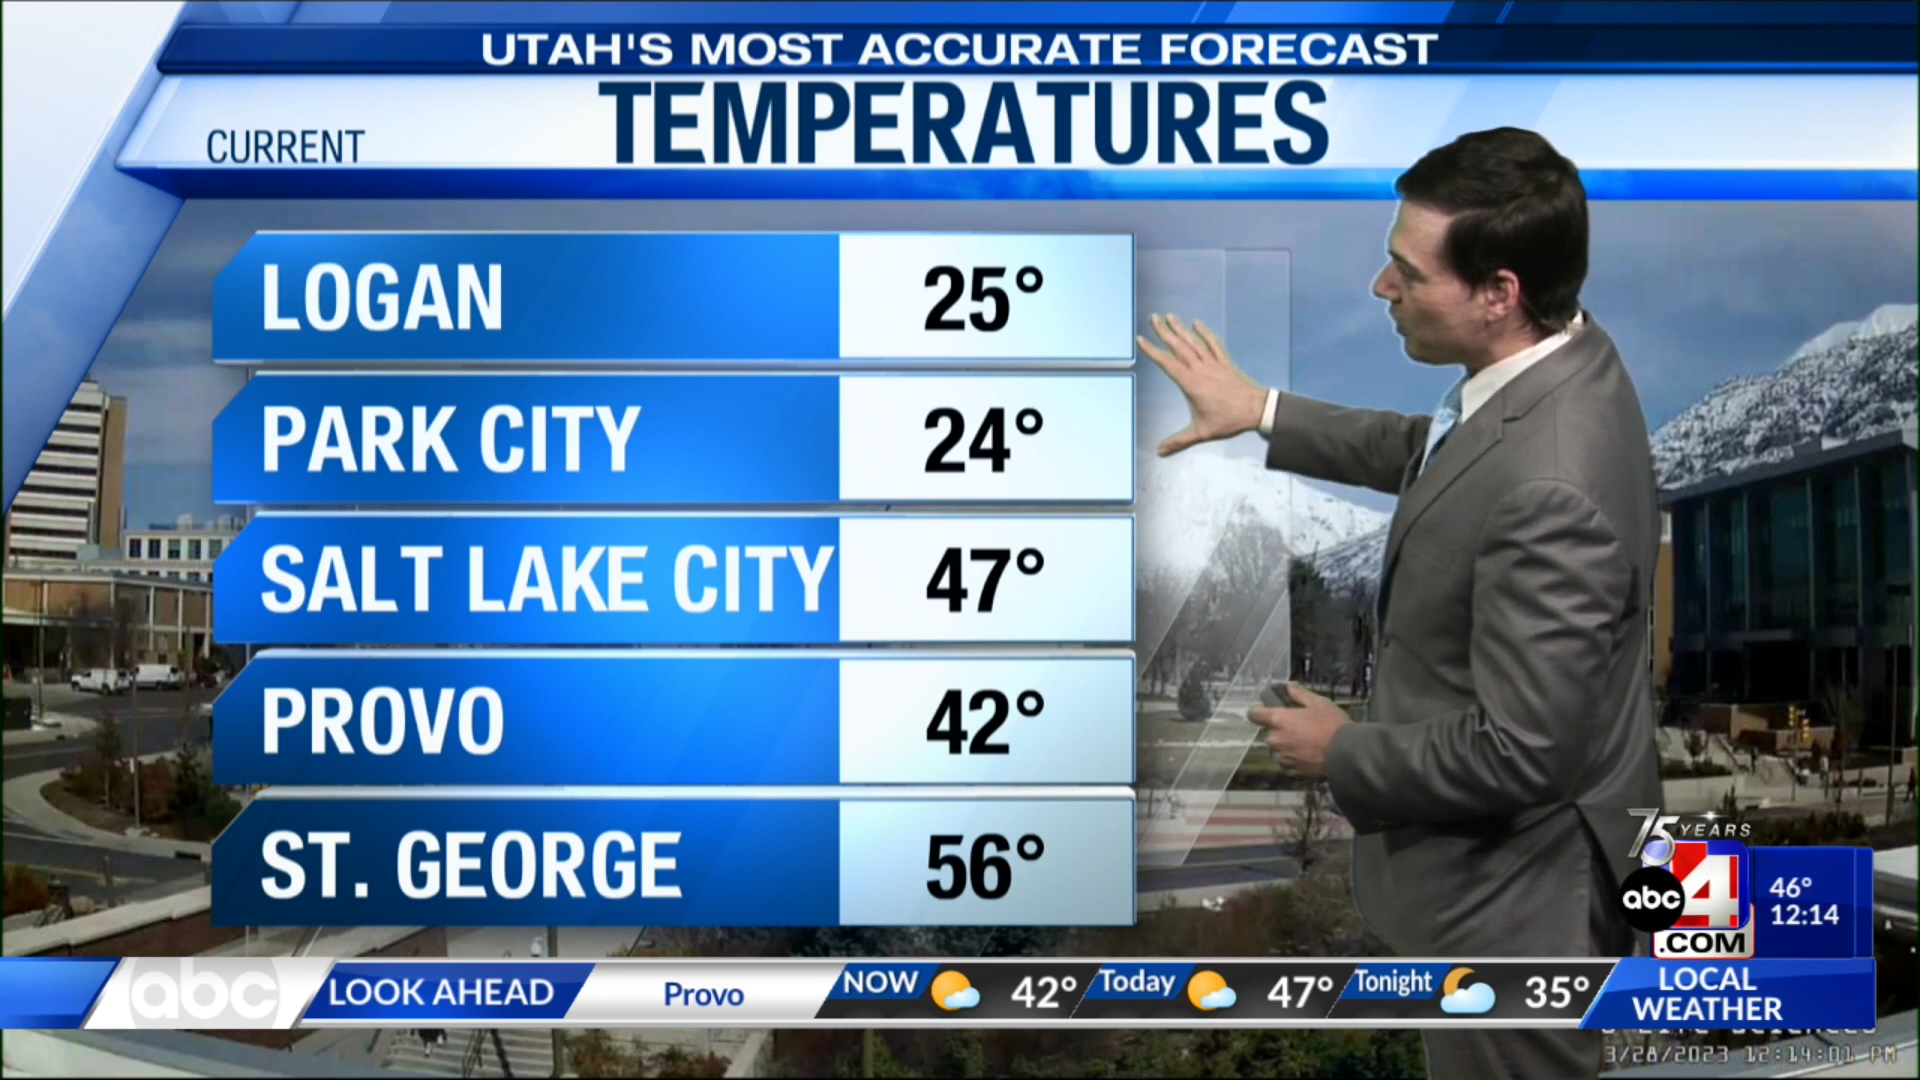 UTAH'S MOST ACCURATE FORECAST
CURRENT
TEMPERATURES
LOGAN 25°
PARK CITY 24°
SALT LAKE CITY 47°
PROVO 42°
ST. GEORGE 56°
75 YEARS
abc 4
.COM
46°
12:14
abc LOOK AHEAD Provo NOW 42° Today 47° Tonight 35°
LOCAL
WEATHER
3/28/2023 12:14:01 PM